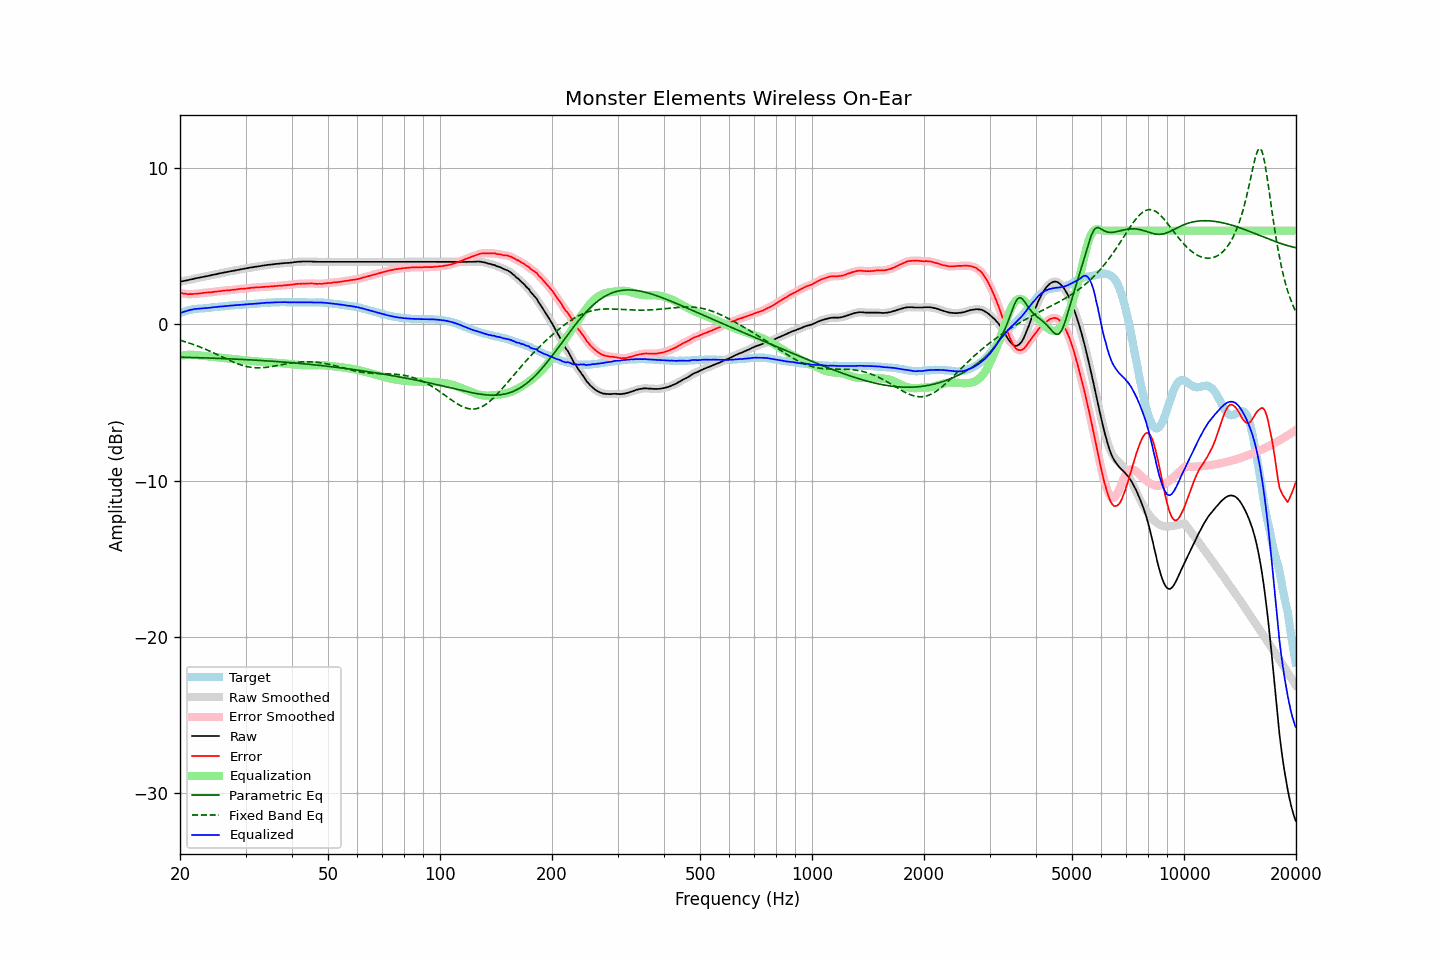 Monster Elements Wireless On-Ear
10
0
−10
−20
−30
Amplitude (dBr)
Target
Raw Smoothed
Error Smoothed
Raw
Error
Equalization
Parametric Eq
Fixed Band Eq
Equalized
20 50 100 200 500 1000 2000 5000 10000 20000
Frequency (Hz)